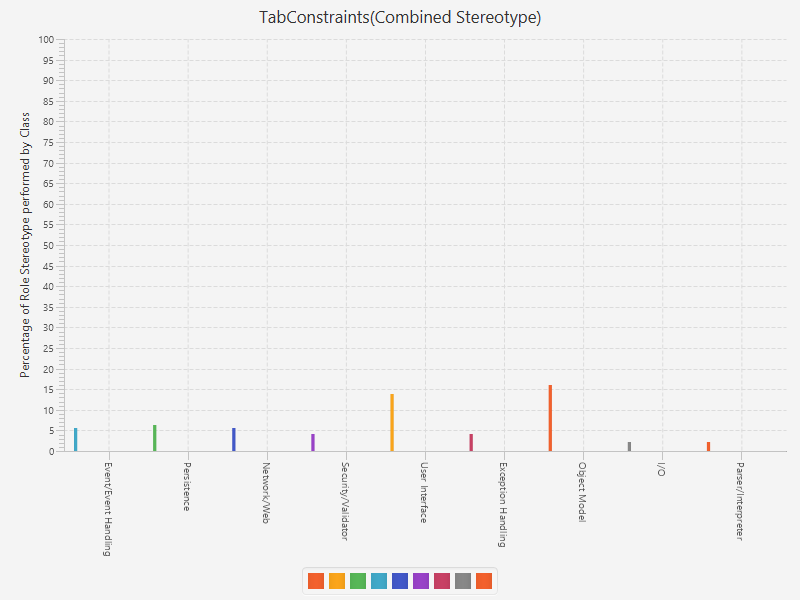 TabConstraints(Combined Stereotype)
Percentage of Role Stereotype performed by Class
100
95
90
85
80
75
70
65
60
55
50
45
40
35
30
25
20
15
10
5
0
Event/Event Handling
Persistence
Network/Web
Security/Validator
User Interface
Exception Handling
Object Model
I/O
Parser/Interpreter